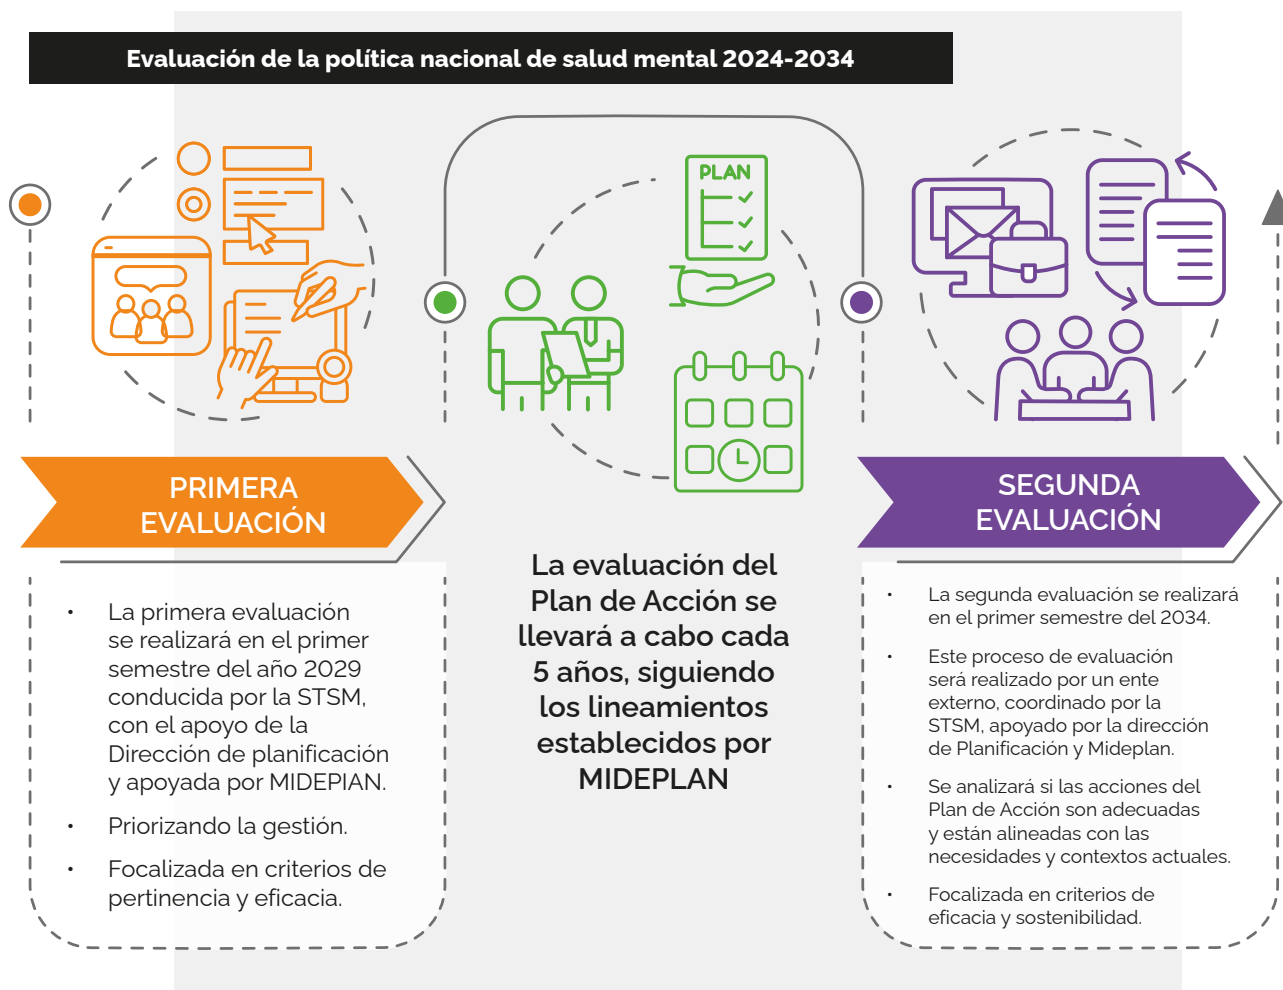 Evaluación de la política nacional de salud mental 2024-2034
PLAN
PRIMERA
EVALUACIÓN
• La primera evaluación
se realizará en el primer
semestre del año 2029
conducida por la STSM,
con el apoyo de la
Dirección de planificación
y apoyada por MIDEPIAN.
• Priorizando la gestión.
• Focalizada en criterios de
pertinencia y eficacia.
La evaluación del
Plan de Acción se
llevará a cabo cada
5 años, siguiendo
los lineamientos
establecidos por
MIDEPLAN
SEGUNDA
EVALUACIÓN
• La segunda evaluación se realizará
en el primer semestre del 2034.
• Este proceso de evaluación
será realizado por un ente
externo, coordinado por la
STSM, apoyado por la dirección
de Planificación y Mideplan.
• Se analizará si las acciones del
Plan de Acción son adecuadas
y están alineadas con las
necesidades y contextos actuales.
• Focalizada en criterios de
eficacia y sostenibilidad.